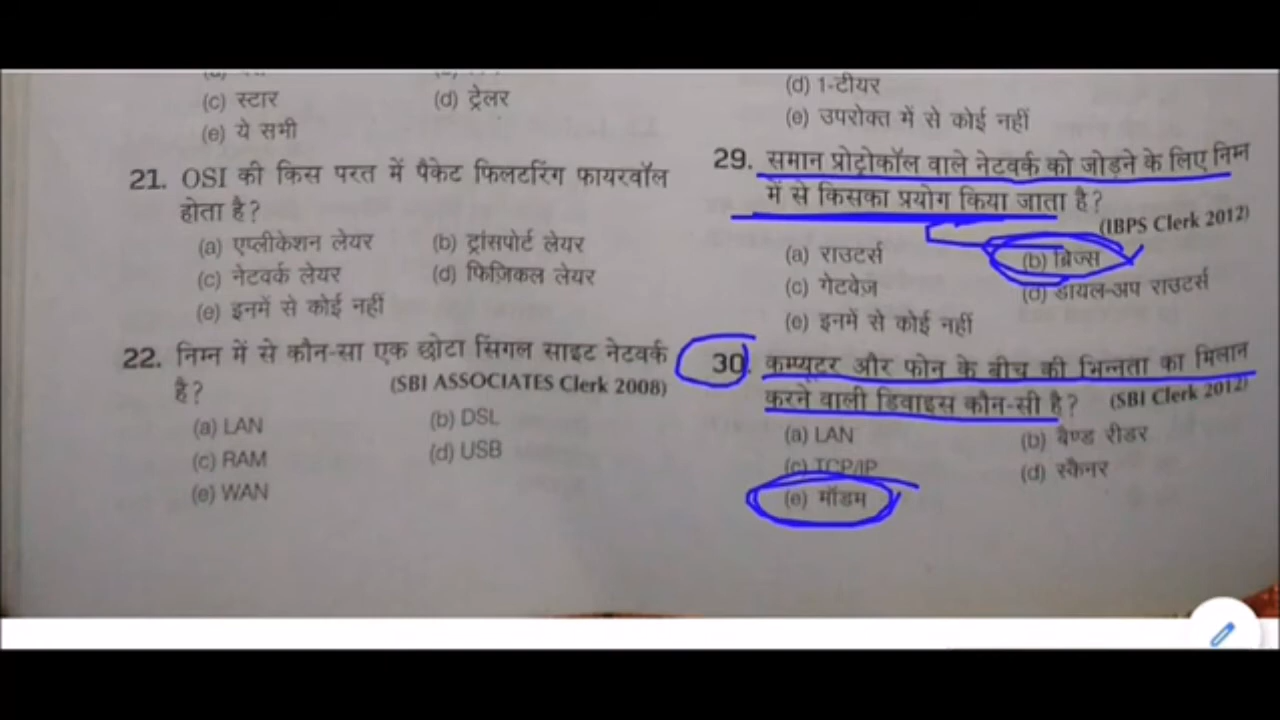 (c) स्टार (d) ट्रेलर
(e) ये सभी
21. OSI की किस परत में पैकेट फिलटरिंग फायरवॉल
होता है?
(a) एप्लीकेशन लेयर (b) ट्रांसपोर्ट लेयर
(c) नेटवर्क लेयर (d) फिज़िकल लेयर
(e) इनमें से कोई नहीं
22. निम्न में से कौन-सा एक छोटा सिंगल साइट नेटवर्क
है? (SBI ASSOCIATES Clerk 2008)
(a) LAN (b) DSL
(c) RAM (d) USB
(e) WAN
(d) 1-टीयर
(e) उपरोक्त में से कोई नहीं
29. समान प्रोट्रोकॉल वाले नेटवर्क को जोड़ने के लिए निम्न
में से किसका प्रयोग किया जाता है?
(IBPS Clerk 2012)
(a) राउटर्स (b) ब्रिज्स
(c) गेटवेज़ (d) डायल-अप राउटर्स
(e) इनमें से कोई नहीं
30. कम्प्यूटर और फोन के बीच की भिन्नता का मिलान
करने वाली डिवाइस कौन-सी है? (SBI Clerk 2012)
(a) LAN (b) बैण्ड रीडर
(c) TCP/IP (d) स्कैनर
(e) मॉडम